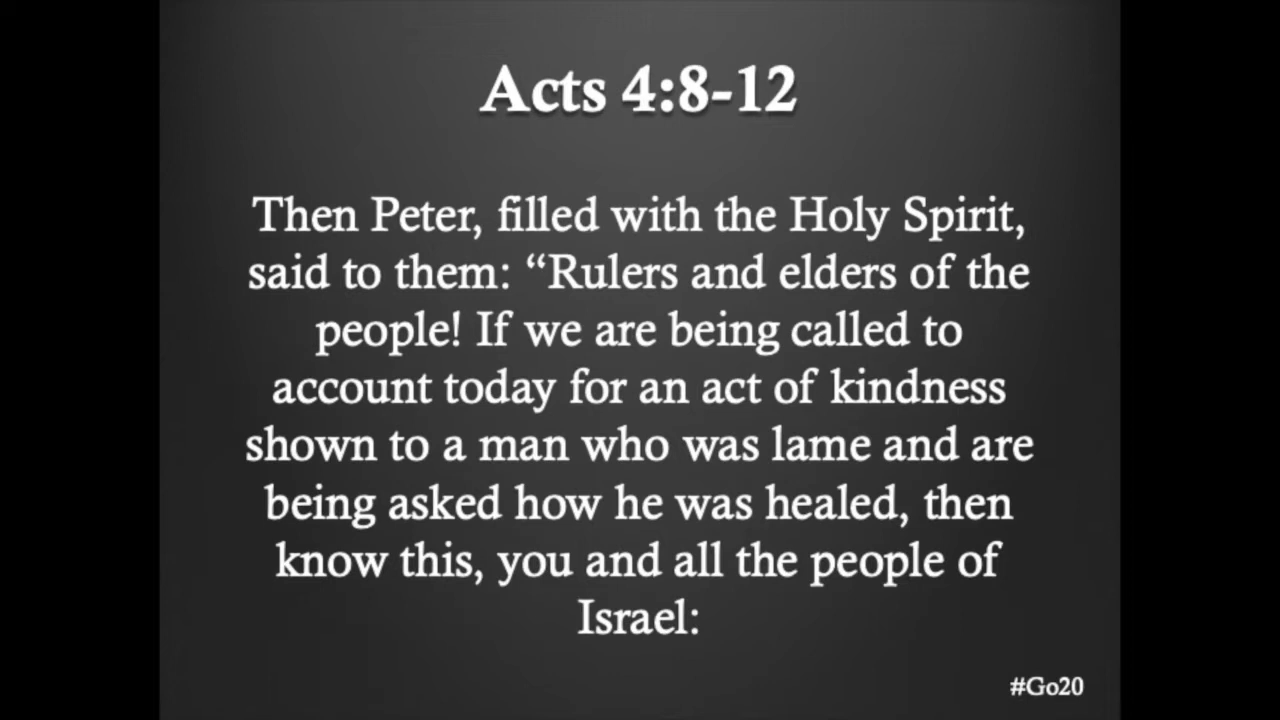 Acts 4:8-12
Then Peter, filled with the Holy Spirit,
said to them: “Rulers and elders of the
people! If we are being called to
account today for an act of kindness
shown to a man who was lame and are
being asked how he was healed, then
know this, you and all the people of
Israel:
#Go20